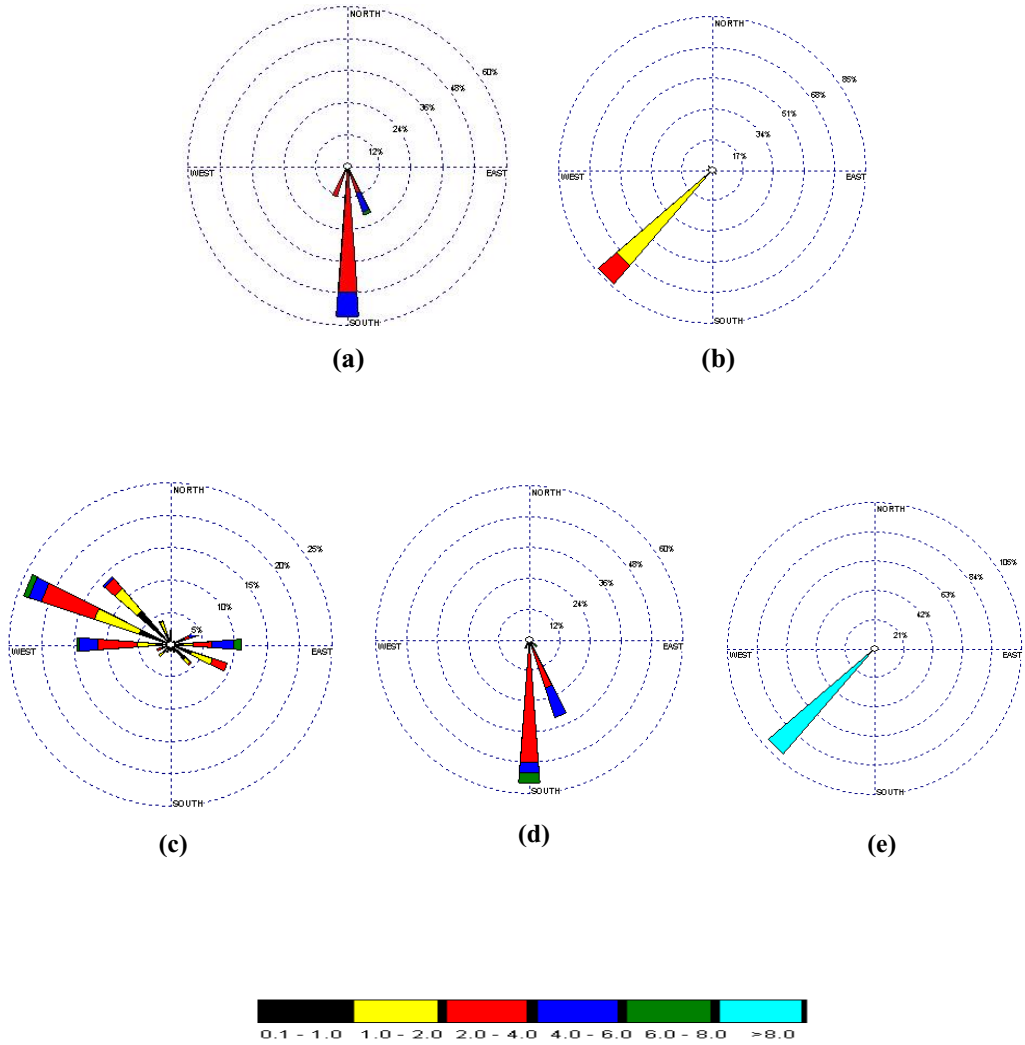 NORTH
60%
48%
36%
24%
12%
WEST
EAST
SOUTH
(a)
NORTH
85%
68%
51%
34%
17%
WEST
EAST
SOUTH
(b)
NORTH
25%
20%
15%
10%
5%
WEST
EAST
SOUTH
(c)
NORTH
60%
48%
36%
24%
12%
WEST
EAST
SOUTH
(d)
NORTH
105%
84%
63%
42%
21%
WEST
EAST
SOUTH
(e)
0.1 - 1.0 1.0 - 2.0 2.0 - 4.0 4.0 - 6.0 6.0 - 8.0 >8.0